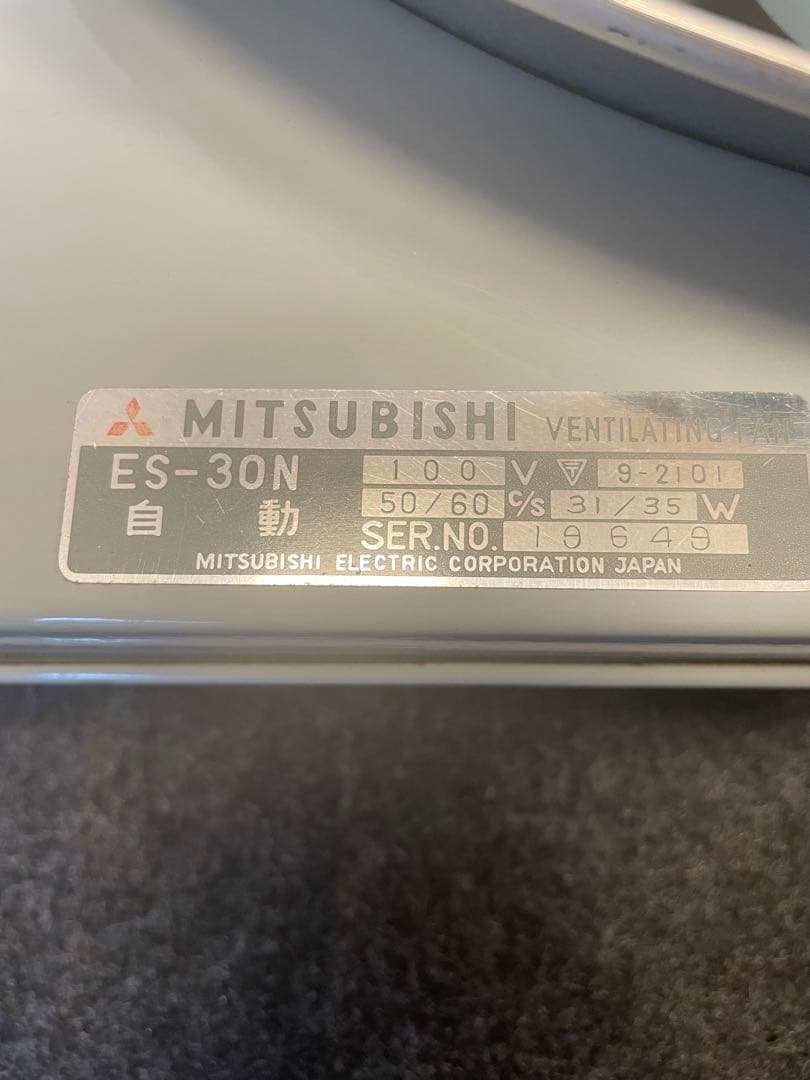 MITSUBISHI VENTILATING FAN
ES-30N 100 V 〒 9-2101
自動 50/60 c/s 31/35 W
SER.NO. 19649
MITSUBISHI ELECTRIC CORPORATION JAPAN